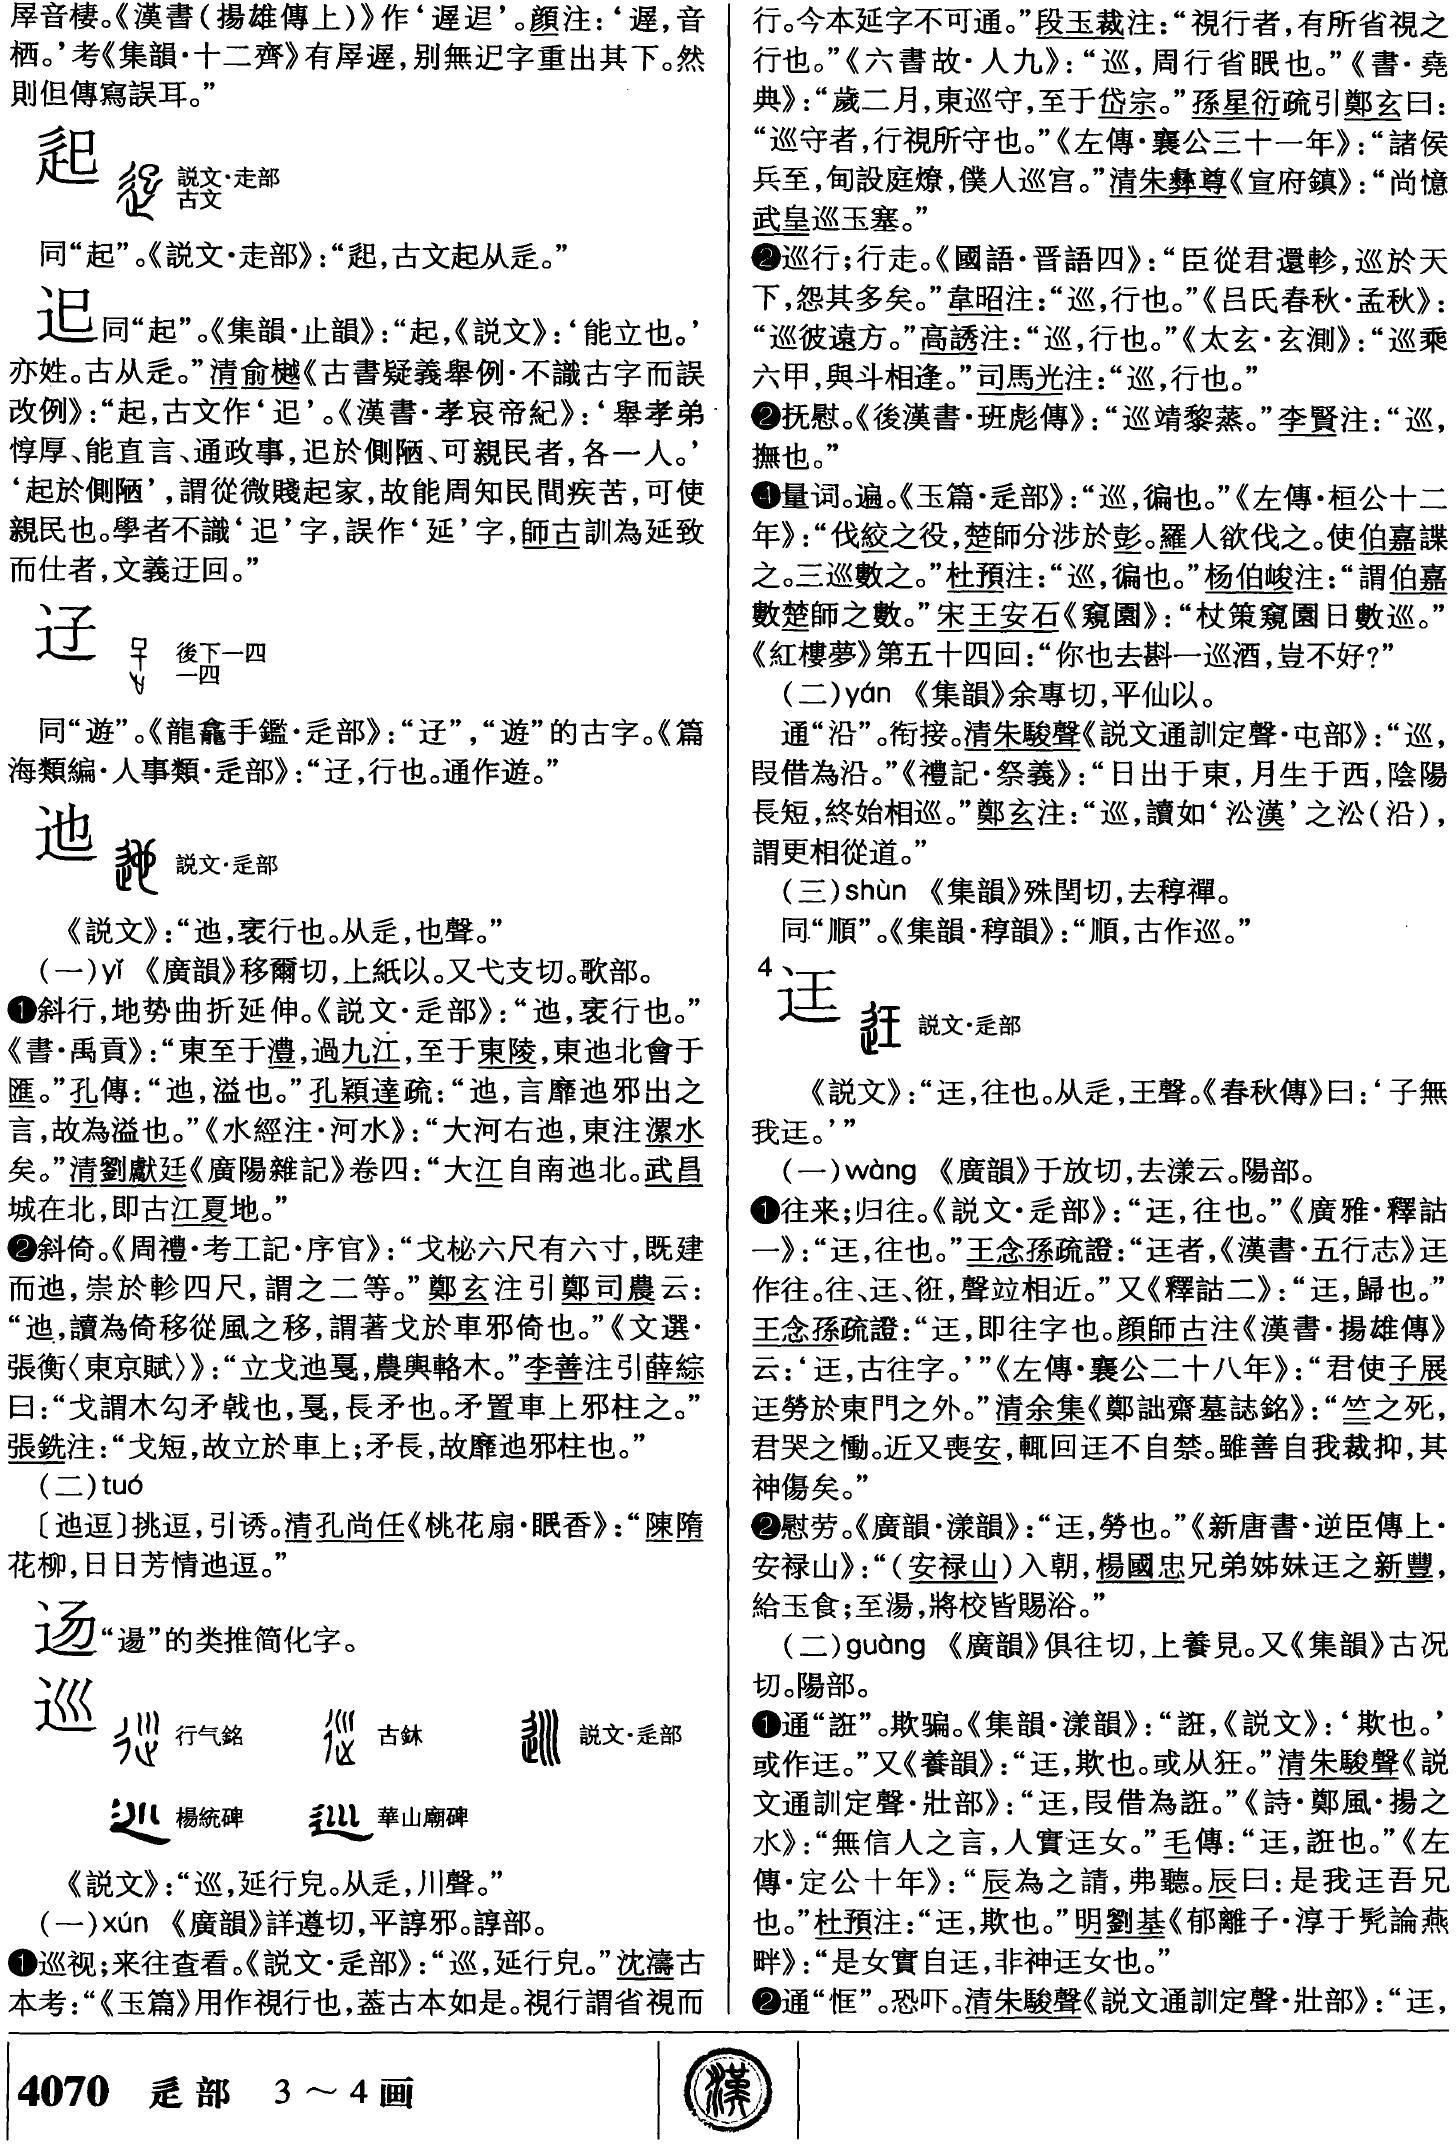 屖音棲。《漢書(揚雄傳上)》作‘遲迡’。顔注:‘遲,音
栖。’考《集韻·十二齊》有屖遲,别無迉字重出其下。然
則但傳寫誤耳。”
䢀 説文·走部
古文
同“起”。《説文·走部》:“䢀,古文起从辵。”
迟同“起”。《集韻·止韻》:“起,《説文》:‘能立也。’
亦姓。古从辵。”清俞樾《古書疑義舉例·不識古字而誤
改例》:“起,古文作‘𨑔’。《漢書·孝哀帝紀》:‘舉孝弟
惇厚、能直言、通政事,𨑔於側陋、可親民者,各一人。’
‘起於側陋’,謂從微賤起家,故能周知民間疾苦,可使
親民也。學者不識‘𨑔’字,誤作‘延’字,師古訓為延致
而仕者,文義迂回。”
迃 後下一四
一四
同“遊”。《龍龕手鑑·辵部》:“迀”,“遊”的古字。《篇
海類編·人事類·辵部》:“迀,行也。通作遊。”
迆 説文·辵部
《説文》:“迆,衺行也。从辵,也聲。”
(一)yǐ 《廣韻》移爾切,上紙以。又弋支切。歌部。
❶斜行,地势曲折延伸。《説文·辵部》:“迆,衺行也。”
《書·禹貢》:“東至于澧,過九江,至于東陵,東迆北會于
匯。”孔傳:“迆,溢也。”孔穎達疏:“迆,言靡迆邪出之
言,故為溢也。”《水經注·河水》:“大河右迆,東注漯水
矣。”清劉獻廷《廣陽雜記》卷四:“大江自南迆北。武昌
城在北,即古江夏地。”
❷斜倚。《周禮·考工記·序官》:“戈柲六尺有六寸,既建
而迆,崇於軫四尺,謂之二等。”鄭玄注引鄭司農云:
“迆,讀為倚移從風之移,謂著戈於車邪倚也。”《文選·
張衡〈東京賦〉》:“立戈迆戛,農輿輅木。”李善注引薛綜
曰:“戈謂木勾矛戟也,戛,長矛也。矛置車上邪柱之。”
張銑注:“戈短,故立於車上;矛長,故靡迆邪柱也。”
(二)tuó
〔迆逗〕挑逗,引诱。清孔尚任《桃花扇·眠香》:“陳隋
花柳,日日芳情迆逗。”
“逿”的类推简化字。
巡 行气銘 古鉥 説文·辵部
楊統碑 華山廟碑
《説文》:“巡,延行皃。从辵,川聲。”
(一)xún 《廣韻》詳遵切,平諄邪。諄部。
❶巡视;来往查看。《説文·辵部》:“巡,延行皃。”沈濤古
本考:“《玉篇》用作視行也,蓋古本如是。視行謂省視而
行。今本延字不可通。”段玉裁注:“視行者,有所省視之
行也。”《六書故·人九》:“巡,周行省眂也。”《書·堯
典》:“歲二月,東巡守,至于岱宗。”孫星衍疏引鄭玄曰:
“巡守者,行視所守也。”《左傳·襄公三十一年》:“諸侯
兵至,甸設庭燎,僕人巡宫。”清朱彝尊《宣府鎮》:“尚憶
武皇巡玉塞。”
❷巡行;行走。《國語·晋語四》:“臣從君還軫,巡於天
下,怨其多矣。”韋昭注:“巡,行也。”《吕氏春秋·孟秋》:
“巡彼遠方。”高誘注:“巡,行也。”《太玄·玄測》:“巡乘
六甲,與斗相逢。”司馬光注:“巡,行也。”
❷抚慰。《後漢書·班彪傳》:“巡靖黎蒸。”李賢注:“巡,
撫也。”
❹量词。遍。《玉篇·辵部》:“巡,徧也。”《左傳·桓公十二
年》:“伐絞之役,楚師分涉於彭。羅人欲伐之。使伯嘉諜
之。三巡數之。”杜預注:“巡,徧也。”杨伯峻注:“謂伯嘉
數楚師之數。”宋王安石《窺園》:“杖策窺園日數巡。”
《紅樓夢》第五十四回:“你也去斟一巡酒,豈不好?”
(二)yán 《集韻》余專切,平仙以。
通“沿”。衔接。清朱駿聲《説文通訓定聲·屯部》:“巡,
叚借為沿。”《禮記·祭義》:“日出于東,月生于西,陰陽
長短,終始相巡。”鄭玄注:“巡,讀如‘沿漢’之沿(沿),
謂更相從道。”
(三)shùn 《集韻》殊閏切,去稕禪。
同“順”。《集韻·稕韻》:“順,古作巡。”
4 迋 説文·辵部
《説文》:“迋,往也。从辵,王聲。《春秋傳》曰:‘子無
我迋。’”
(一)wàng 《廣韻》于放切,去漾云。陽部。
❶往来;归往。《説文·辵部》:“迋,往也。”《廣雅·釋詁
一》:“迋,往也。”王念孫疏證:“迋者,《漢書·五行志》迋
作往。往、迋、徃,聲竝相近。”又《釋詁二》:“迋,歸也。”
王念孫疏證:“迋,即往字也。顔師古注《漢書·揚雄傳》
云:‘迋,古往字。’”《左傳·襄公二十八年》:“君使子展
迋勞於東門之外。”清余集《鄭詘齋墓誌銘》:“竺之死,
君哭之慟。近又喪安,輒回迋不自禁。雖善自我裁抑,其
神傷矣。”
❷慰劳。《廣韻·漾韻》:“迋,勞也。”《新唐書·逆臣傳上·
安禄山》:“(安禄山)入朝,楊國忠兄弟姊妹迋之新豐,
給玉食;至湯,將校皆賜浴。”
(二)guàng 《廣韻》俱往切,上養見。又《集韻》古况
切。陽部。
❶通“誑”。欺骗。《集韻·漾韻》:“誑,《説文》:‘欺也。’
或作迋。”又《養韻》:“迋,欺也。或从狂。”清朱駿聲《説
文通訓定聲·壯部》:“迋,叚借為誑。”《詩·鄭風·揚之
水》:“無信人之言,人實迋女。”毛傳:“迋,誑也。”《左
傳·定公十年》:“辰為之請,弗聽。辰曰:是我迋吾兄
也。”杜預注:“迋,欺也。”明劉基《郁離子·淳于髡論燕
畔》:“是女實自迋,非神迋女也。”
❷通“恇”。恐吓。清朱駿聲《説文通訓定聲·壯部》:“迋,
4070 辵部 3～4画
漢